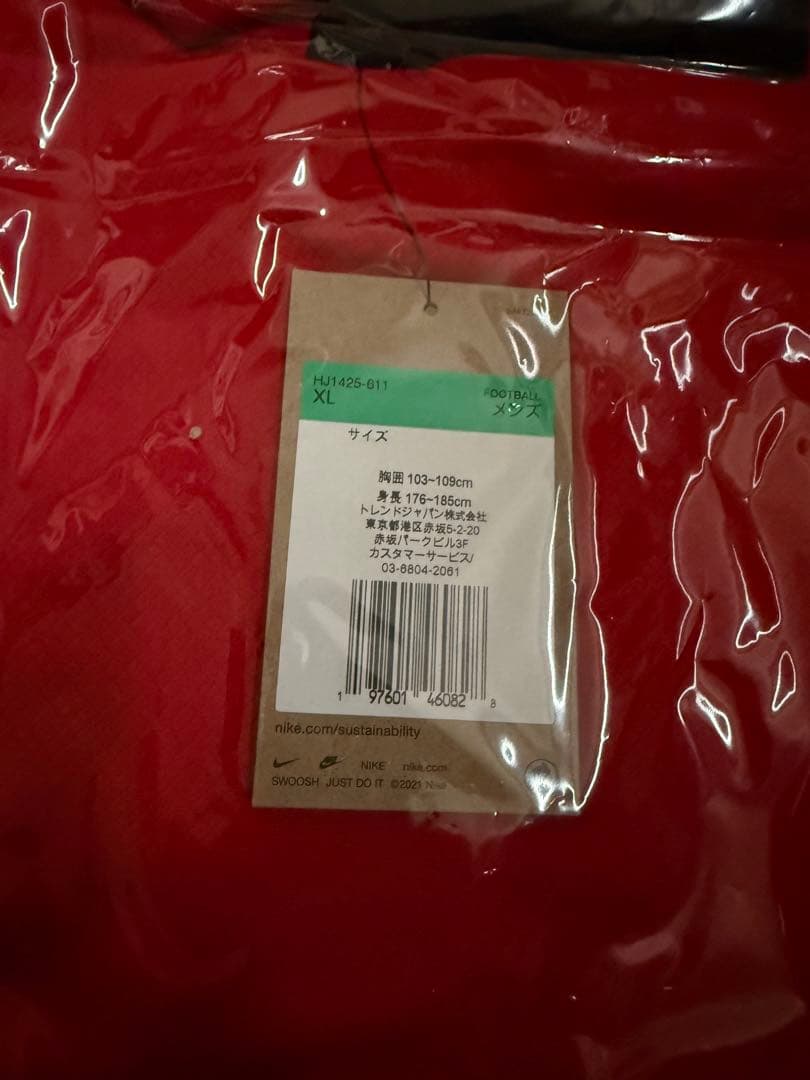 HJ1425-611
XL
FOOTBALL
メンズ
サイズ
胸囲 103~109cm
身長 176~185cm
トレンドジャパン株式会社
東京都港区赤坂5-2-20
赤坂パークビル3F
カスタマーサービス/
03-6804-2061
1 97601 46082 8
nike.com/sustainability
NIKE nike.com
SWOOSH JUST DO IT ©2021 Nike